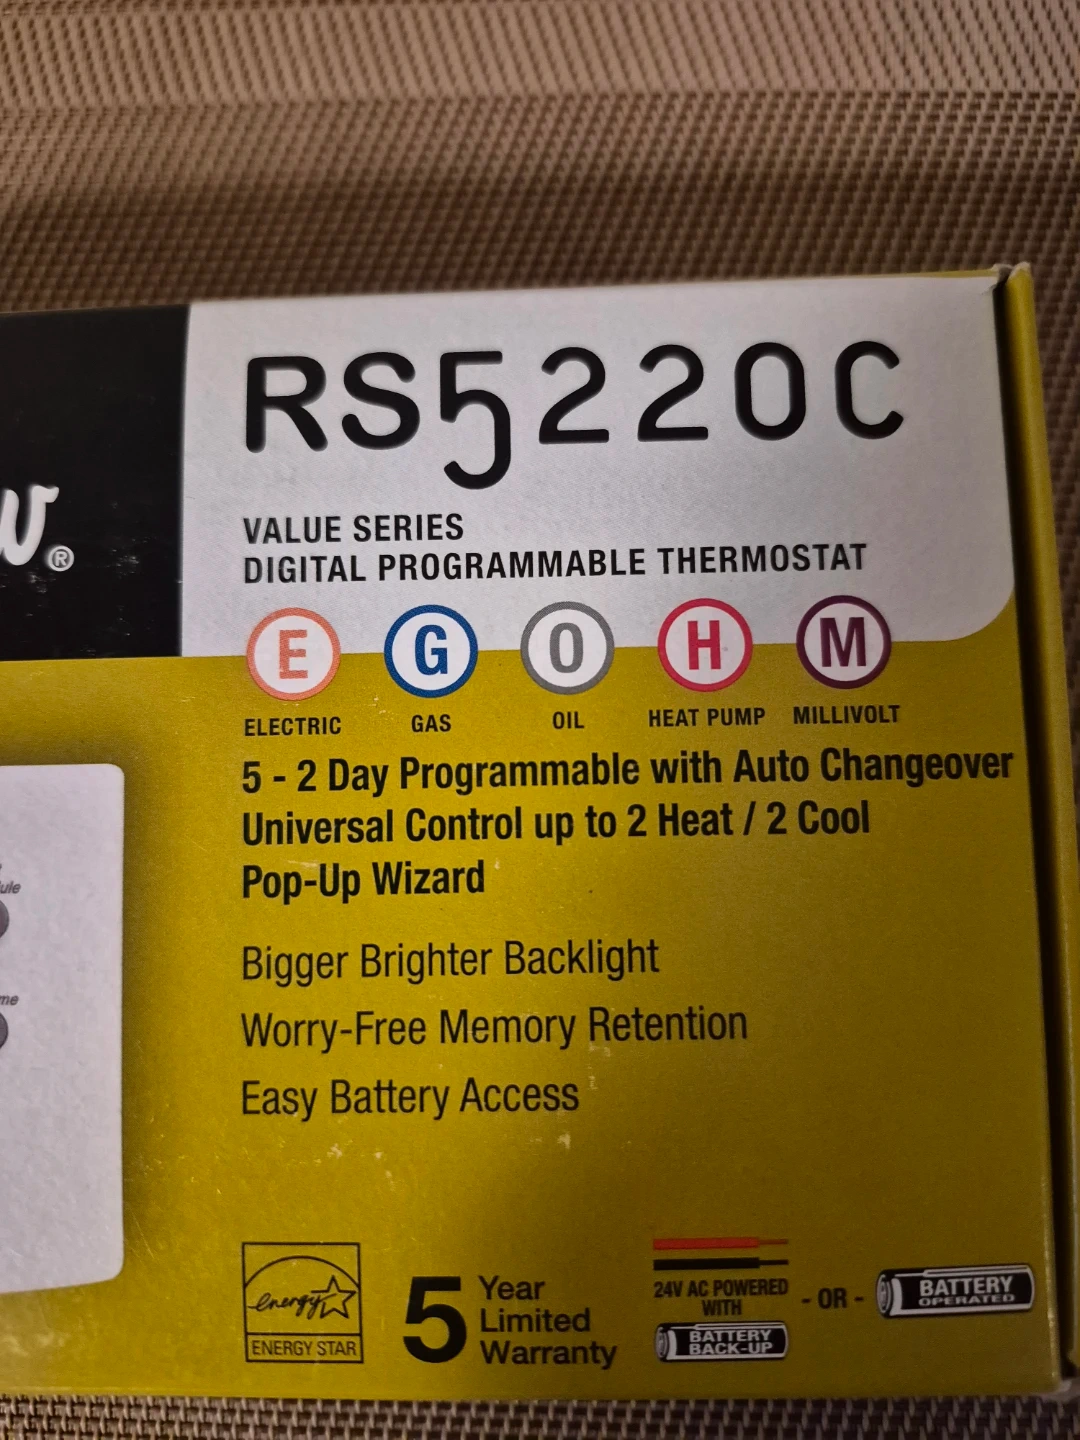 RS5220C
®
VALUE SERIES
DIGITAL PROGRAMMABLE THERMOSTAT
E G O H M
ELECTRIC GAS OIL HEAT PUMP MILLIVOLT
5 - 2 Day Programmable with Auto Changeover
Universal Control up to 2 Heat / 2 Cool
Pop-Up Wizard
Bigger Brighter Backlight
Worry-Free Memory Retention
Easy Battery Access
energy
ENERGY STAR
5 Year
Limited
Warranty
24V AC POWERED
WITH
BATTERY
BACK-UP
- OR -
BATTERY
OPERATED